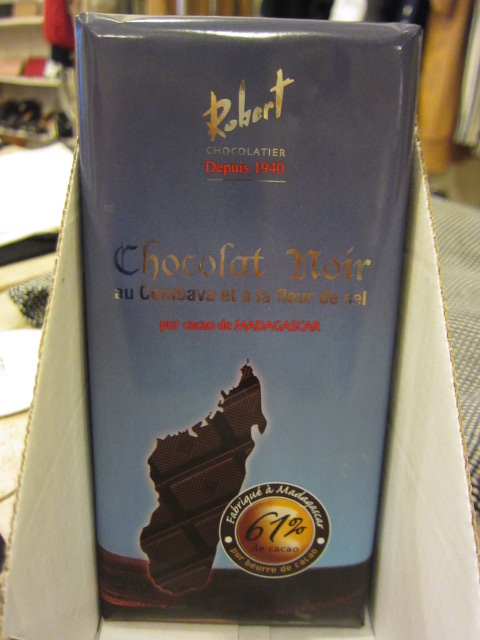 Robert
CHOCOLATIER
Depuis 1940
Chocolat Noir
au Combava et à la fleur de sel
pur cacao de MADAGASCAR
Fabriqué à Madagascar
61%
de cacao
pur beurre de cacao